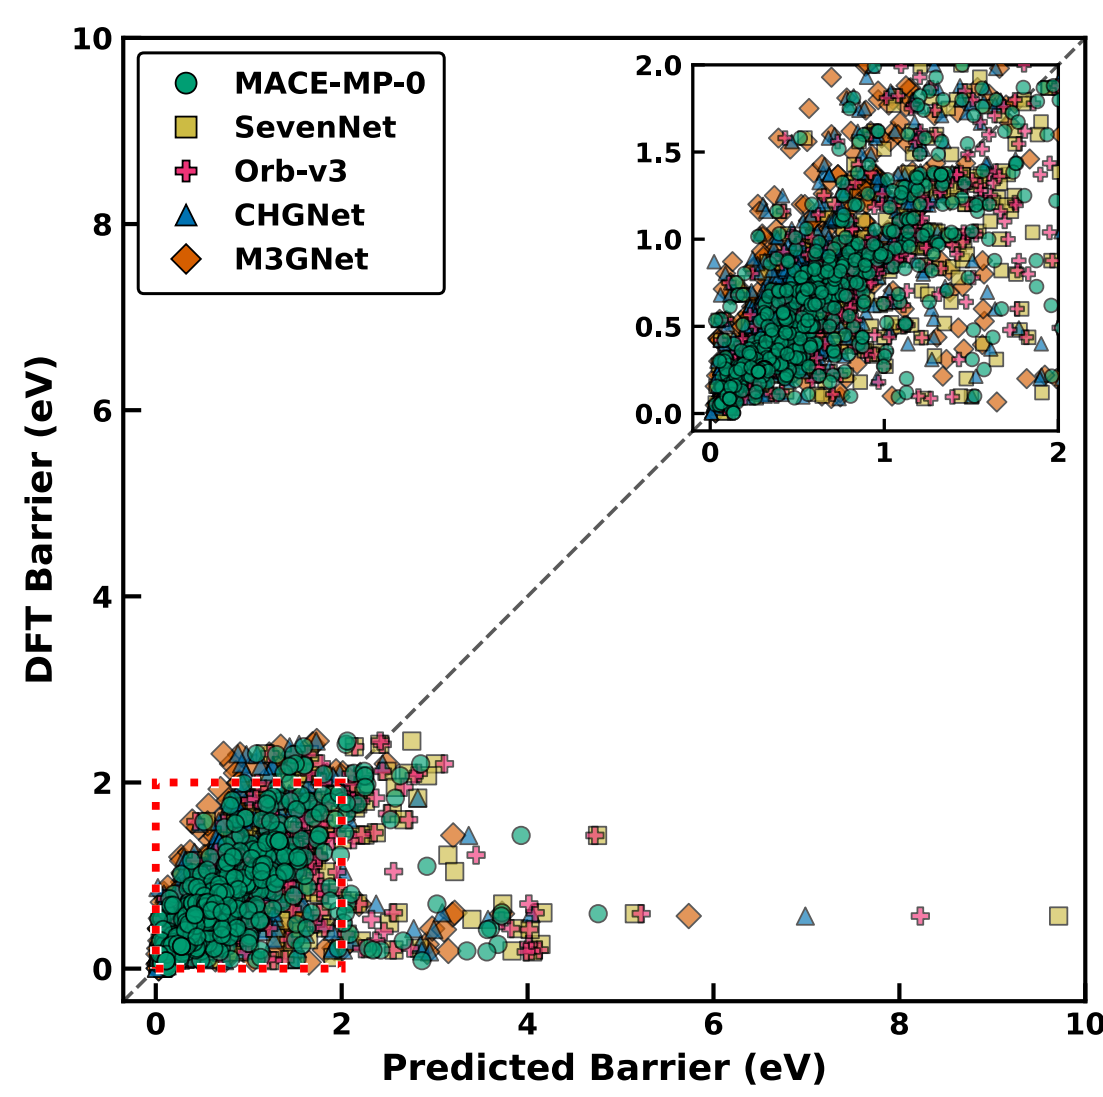 10
8
6
4
2
0
DFT Barrier (eV)
MACE-MP-0
SevenNet
Orb-v3
CHGNet
M3GNet
2.0
1.5
1.0
0.5
0.0
0 1 2
0 2 4 6 8 10
Predicted Barrier (eV)